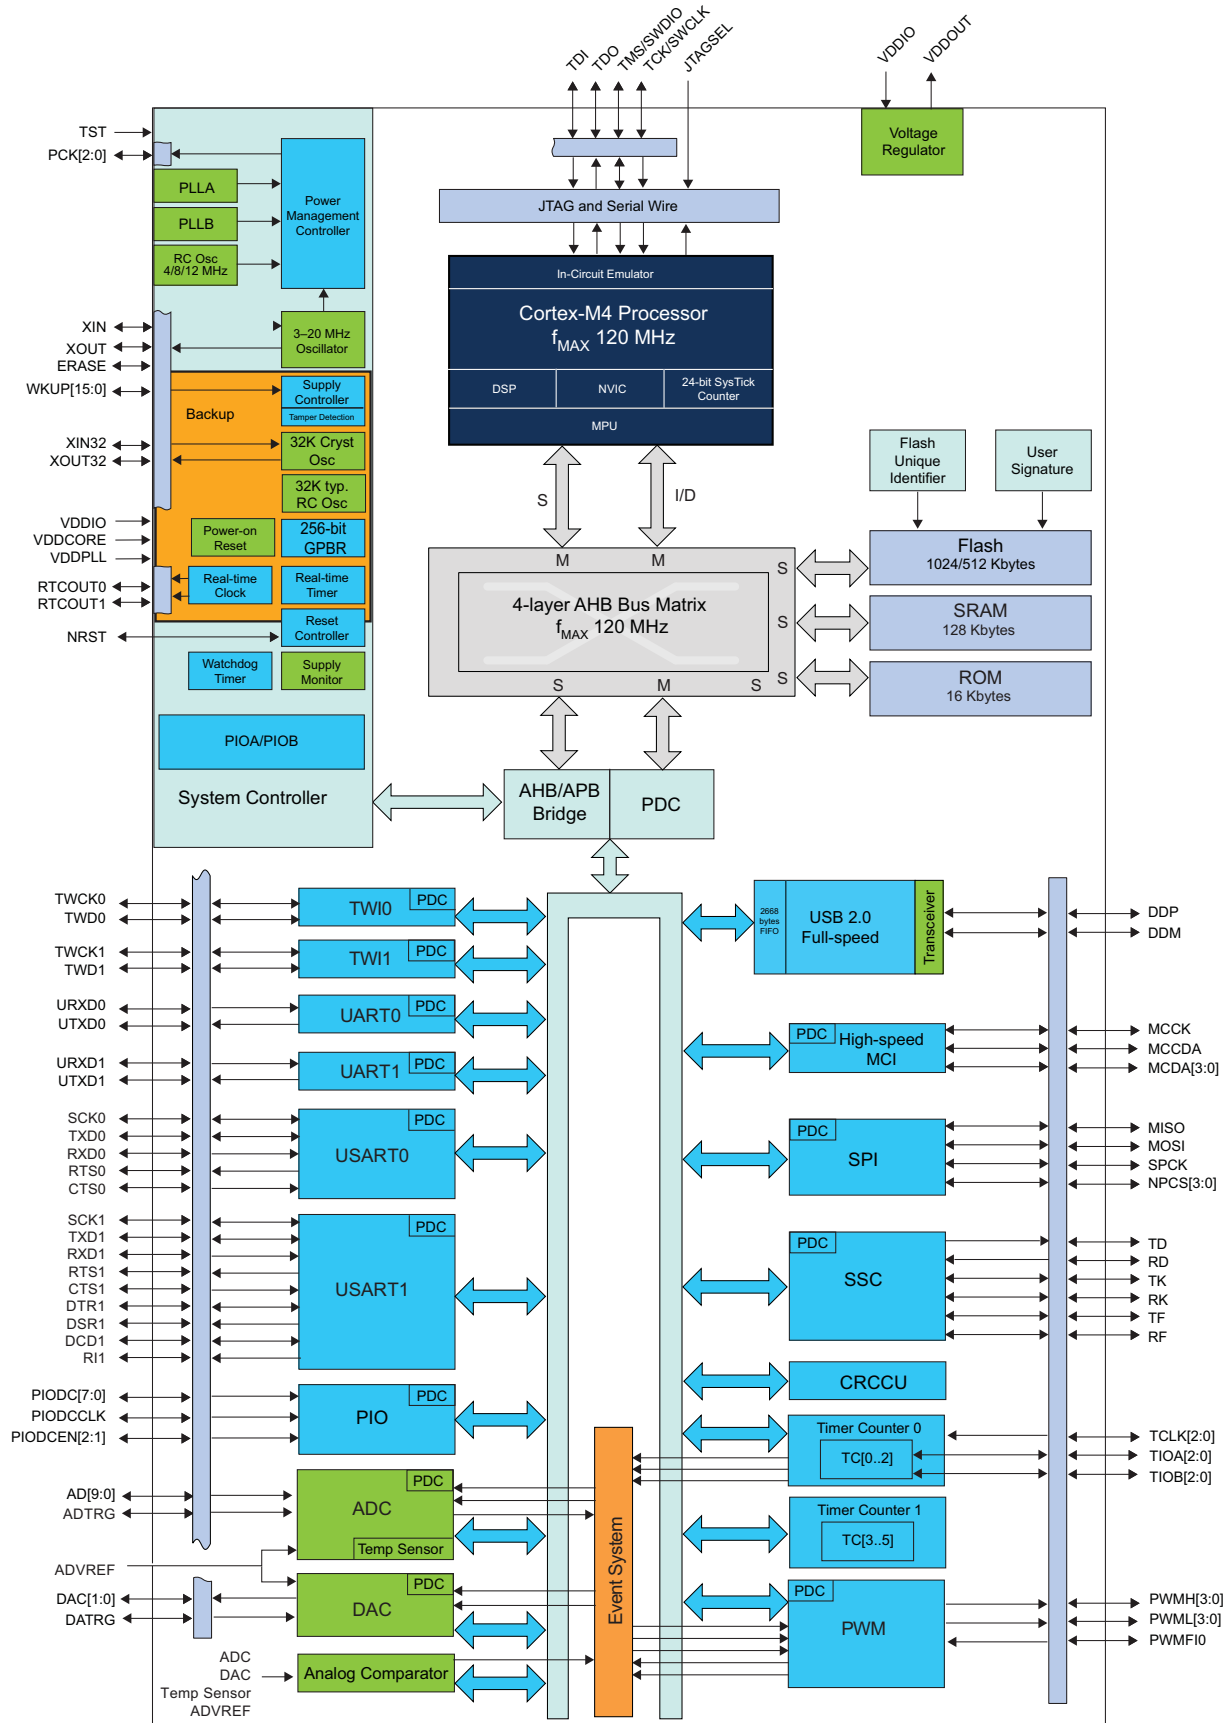 TDI
TDO
TMS/SWDIO
TCK/SWCLK
JTAGSEL
VDDIO
VDDOUT
TST
PCK[2:0]
PLLA
PLLB
RC Osc
4/8/12 MHz
Power
Management
Controller
Voltage
Regulator
JTAG and Serial Wire
In-Circuit Emulator
Cortex-M4 Processor
fMAX 120 MHz
DSP
NVIC
24-bit SysTick
Counter
MPU
XIN
XOUT
ERASE
WKUP[15:0]
3–20 MHz
Oscillator
Backup
Supply
Controller
Tamper Detection
XIN32
XOUT32
32K Cryst
Osc
32K typ.
RC Osc
VDDIO
VDDCORE
VDDPLL
Power-on
Reset
256-bit
GPBR
RTCOUT0
RTCOUT1
Real-time
Clock
Real-time
Timer
NRST
Reset
Controller
Watchdog
Timer
Supply
Monitor
PIOA/PIOB
System Controller
S
I/D
M
M
S
S
S
4-layer AHB Bus Matrix
fMAX 120 MHz
S
M
S
Flash
Unique
Identifier
User
Signature
Flash
1024/512 Kbytes
SRAM
128 Kbytes
ROM
16 Kbytes
AHB/APB
Bridge
PDC
TWCK0
TWD0
PDC
TWI0
TWCK1
TWD1
PDC
TWI1
URXD0
UTXD0
PDC
UART0
URXD1
UTXD1
PDC
UART1
SCK0
TXD0
RXD0
RTS0
CTS0
PDC
USART0
SCK1
TXD1
RXD1
RTS1
CTS1
DTR1
DSR1
DCD1
RI1
PDC
USART1
PIODC[7:0]
PIODCCLK
PIODCEN[2:1]
PDC
PIO
AD[9:0]
ADTRG
PDC
ADC
Temp Sensor
ADVREF
DAC[1:0]
DATRG
PDC
DAC
ADC
DAC
Temp Sensor
ADVREF
Analog Comparator
Event System
2668
bytes
FIFO
USB 2.0
Full-speed
Transceiver
DDP
DDM
PDC
High-speed
MCI
MCCK
MCCDA
MCDA[3:0]
PDC
SPI
MISO
MOSI
SPCK
NPCS[3:0]
PDC
SSC
TD
RD
TK
RK
TF
RF
CRCCU
Timer Counter 0
TC[0..2]
TCLK[2:0]
TIOA[2:0]
TIOB[2:0]
Timer Counter 1
TC[3..5]
PDC
PWM
PWMH[3:0]
PWML[3:0]
PWMFI0